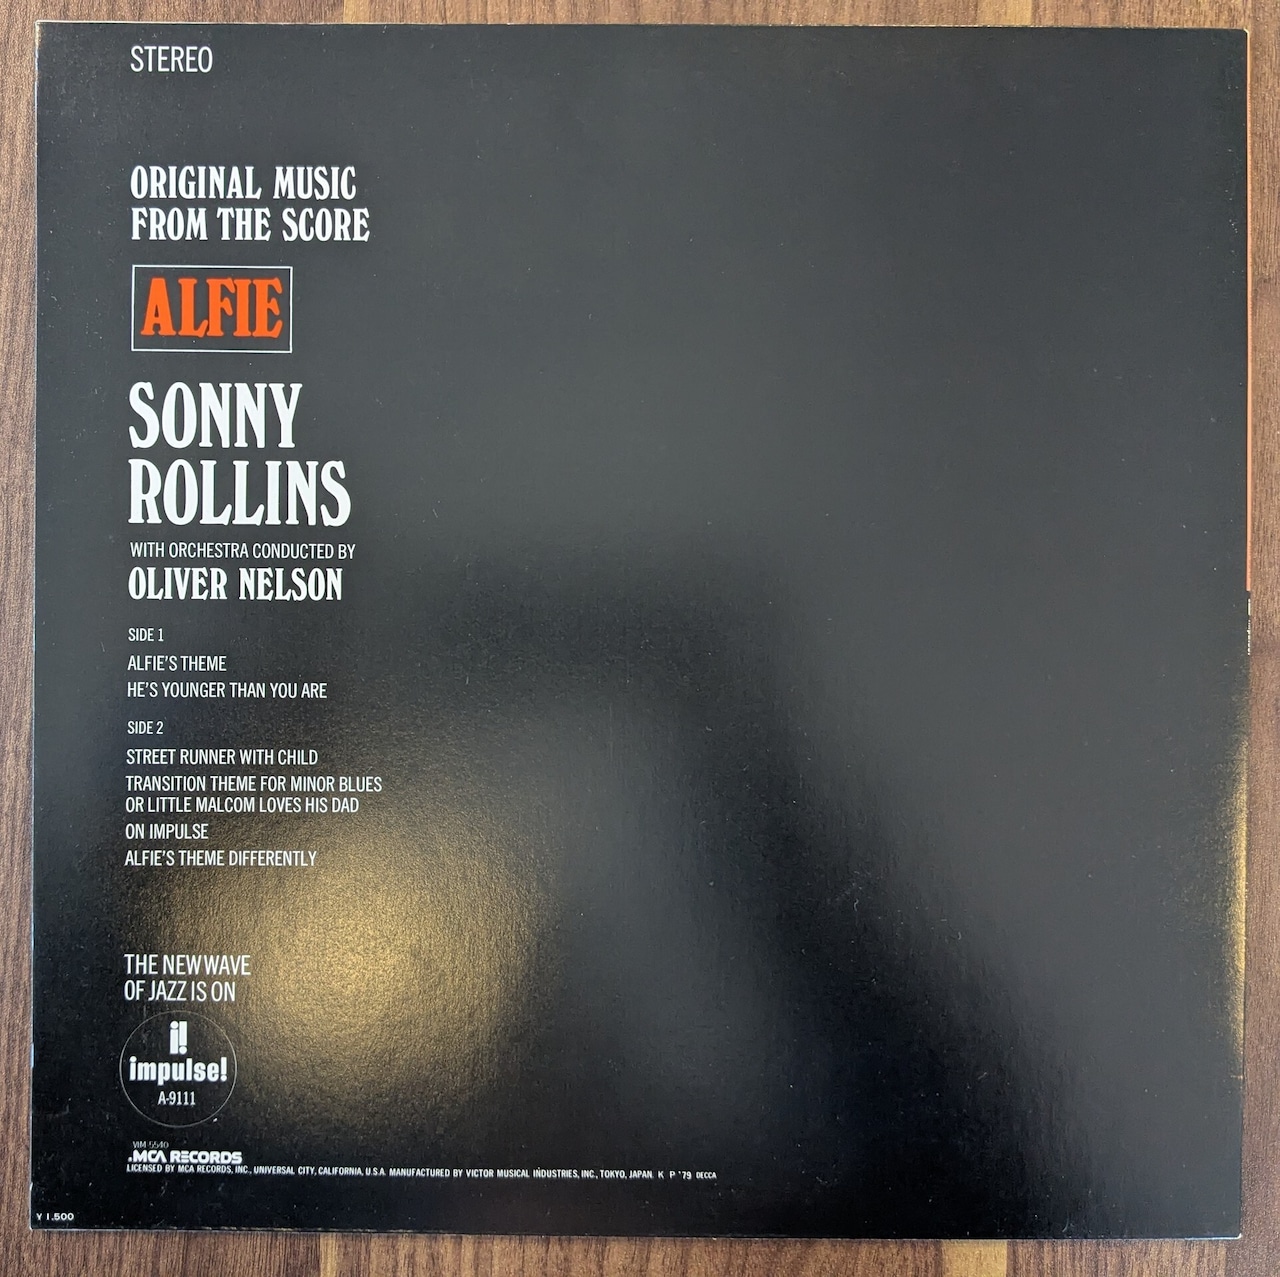 STEREO
ORIGINAL MUSIC
FROM THE SCORE
ALFIE
SONNY
ROLLINS
WITH ORCHESTRA CONDUCTED BY
OLIVER NELSON
SIDE 1
ALFIE'S THEME
HE'S YOUNGER THAN YOU ARE
SIDE 2
STREET RUNNER WITH CHILD
TRANSITION THEME FOR MINOR BLUES
OR LITTLE MALCOM LOVES HIS DAD
ON IMPULSE
ALFIE'S THEME DIFFERENTLY
THE NEW WAVE
OF JAZZ IS ON
i!
impulse!
A-9111
VIM-5540
.MCA RECORDS
LICENSED BY MCA RECORDS, INC., UNIVERSAL CITY, CALIFORNIA, U.S.A. MANUFACTURED BY VICTOR MUSICAL INDUSTRIES, INC., TOKYO, JAPAN. K P '79 DECCA
¥ 1,500